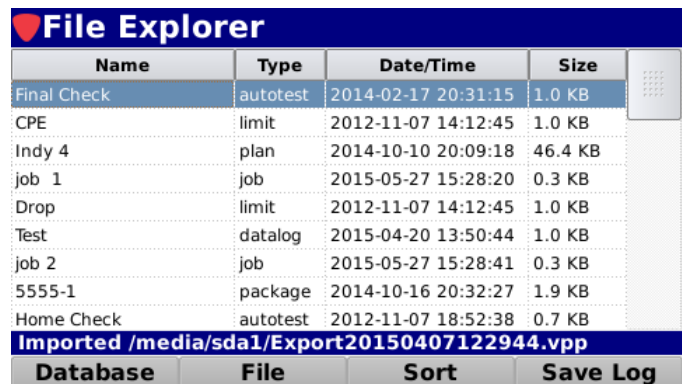 File Explorer
Name Type Date/Time Size
Final Check autotest 2014-02-17 20:31:15 1.0 KB
CPE limit 2012-11-07 14:12:45 1.0 KB
Indy 4 plan 2014-10-10 20:09:18 46.4 KB
job  1 job 2015-05-27 15:28:20 0.3 KB
Drop limit 2012-11-07 14:12:45 1.0 KB
Test datalog 2015-04-20 13:50:44 1.0 KB
job 2 job 2015-05-27 15:28:41 0.3 KB
5555-1 package 2014-10-16 20:32:27 1.9 KB
Home Check autotest 2012-11-07 18:52:38 0.7 KB
Imported /media/sda1/Export20150407122944.vpp
Database File Sort Save Log